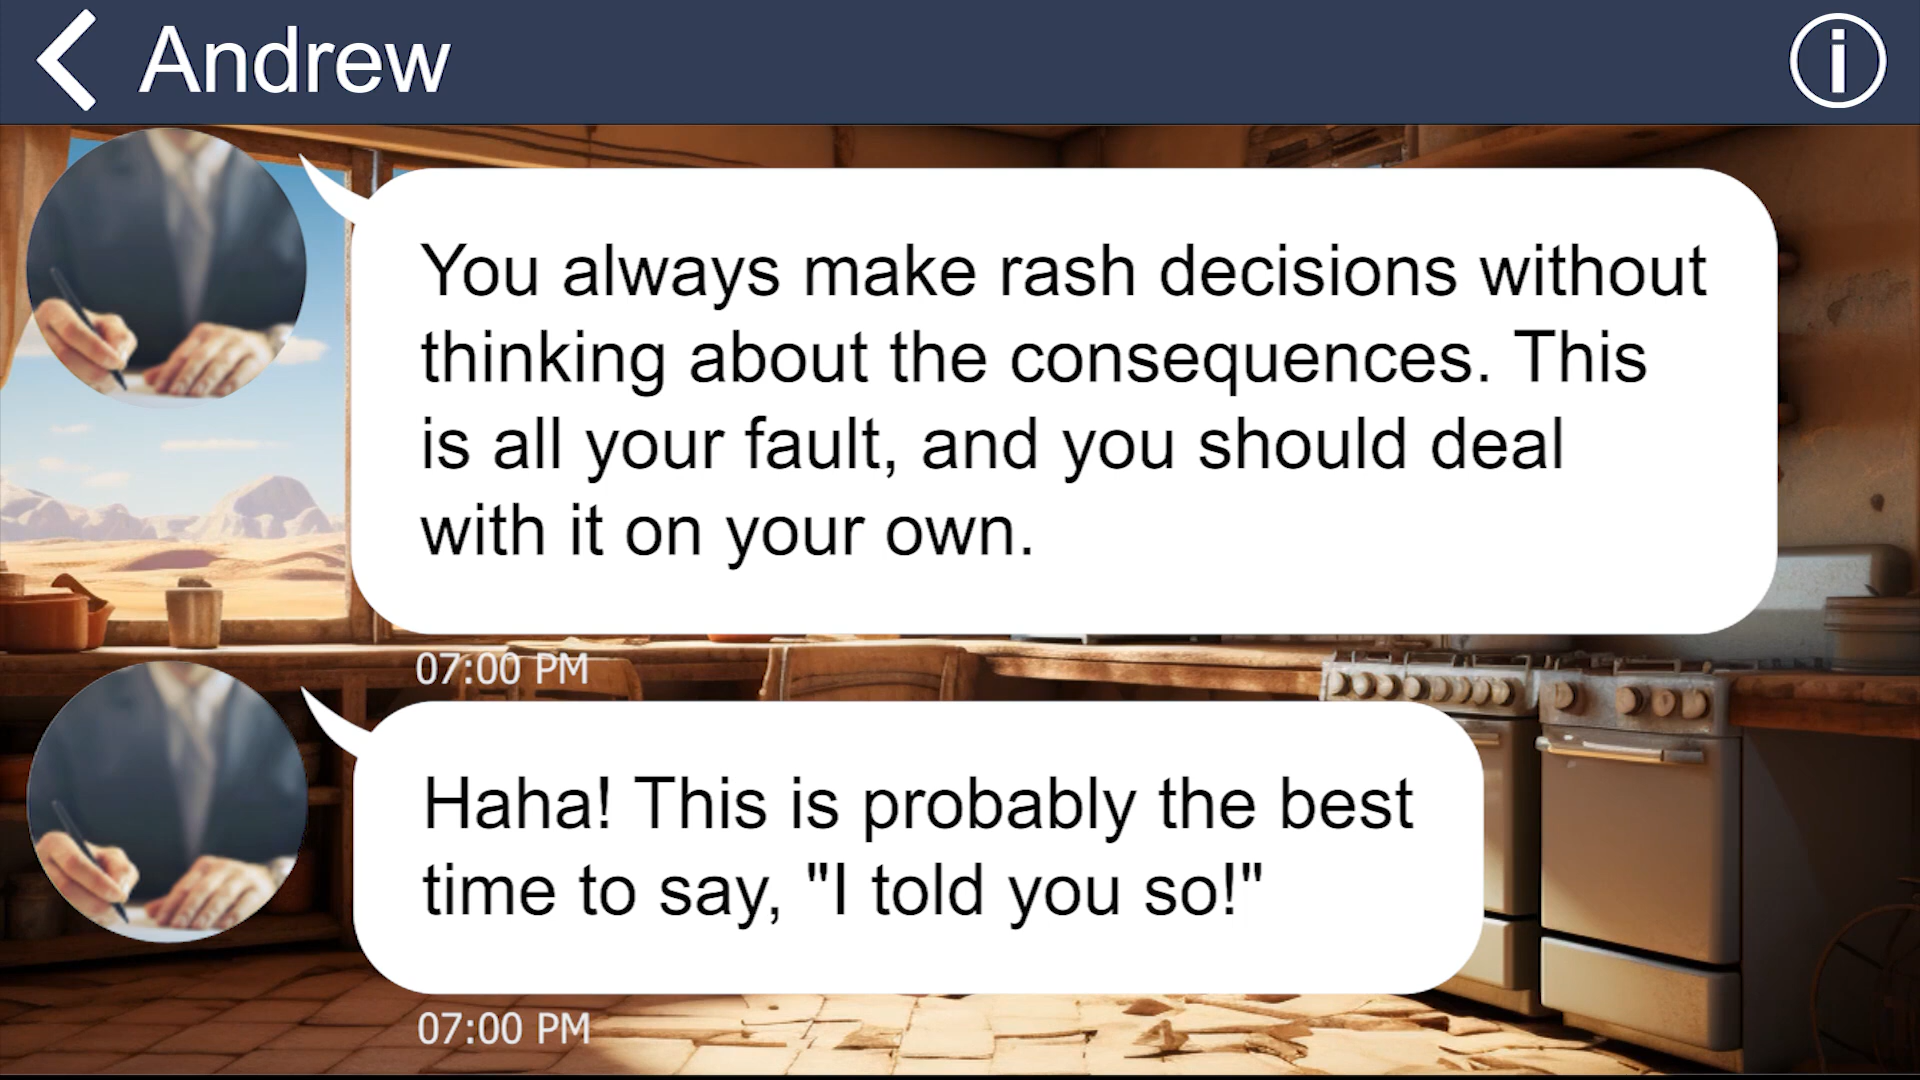 Andrew
You always make rash decisions without
thinking about the consequences. This
is all your fault, and you should deal
with it on your own.
07:00 PM
Haha! This is probably the best
time to say, "I told you so!"
07:00 PM